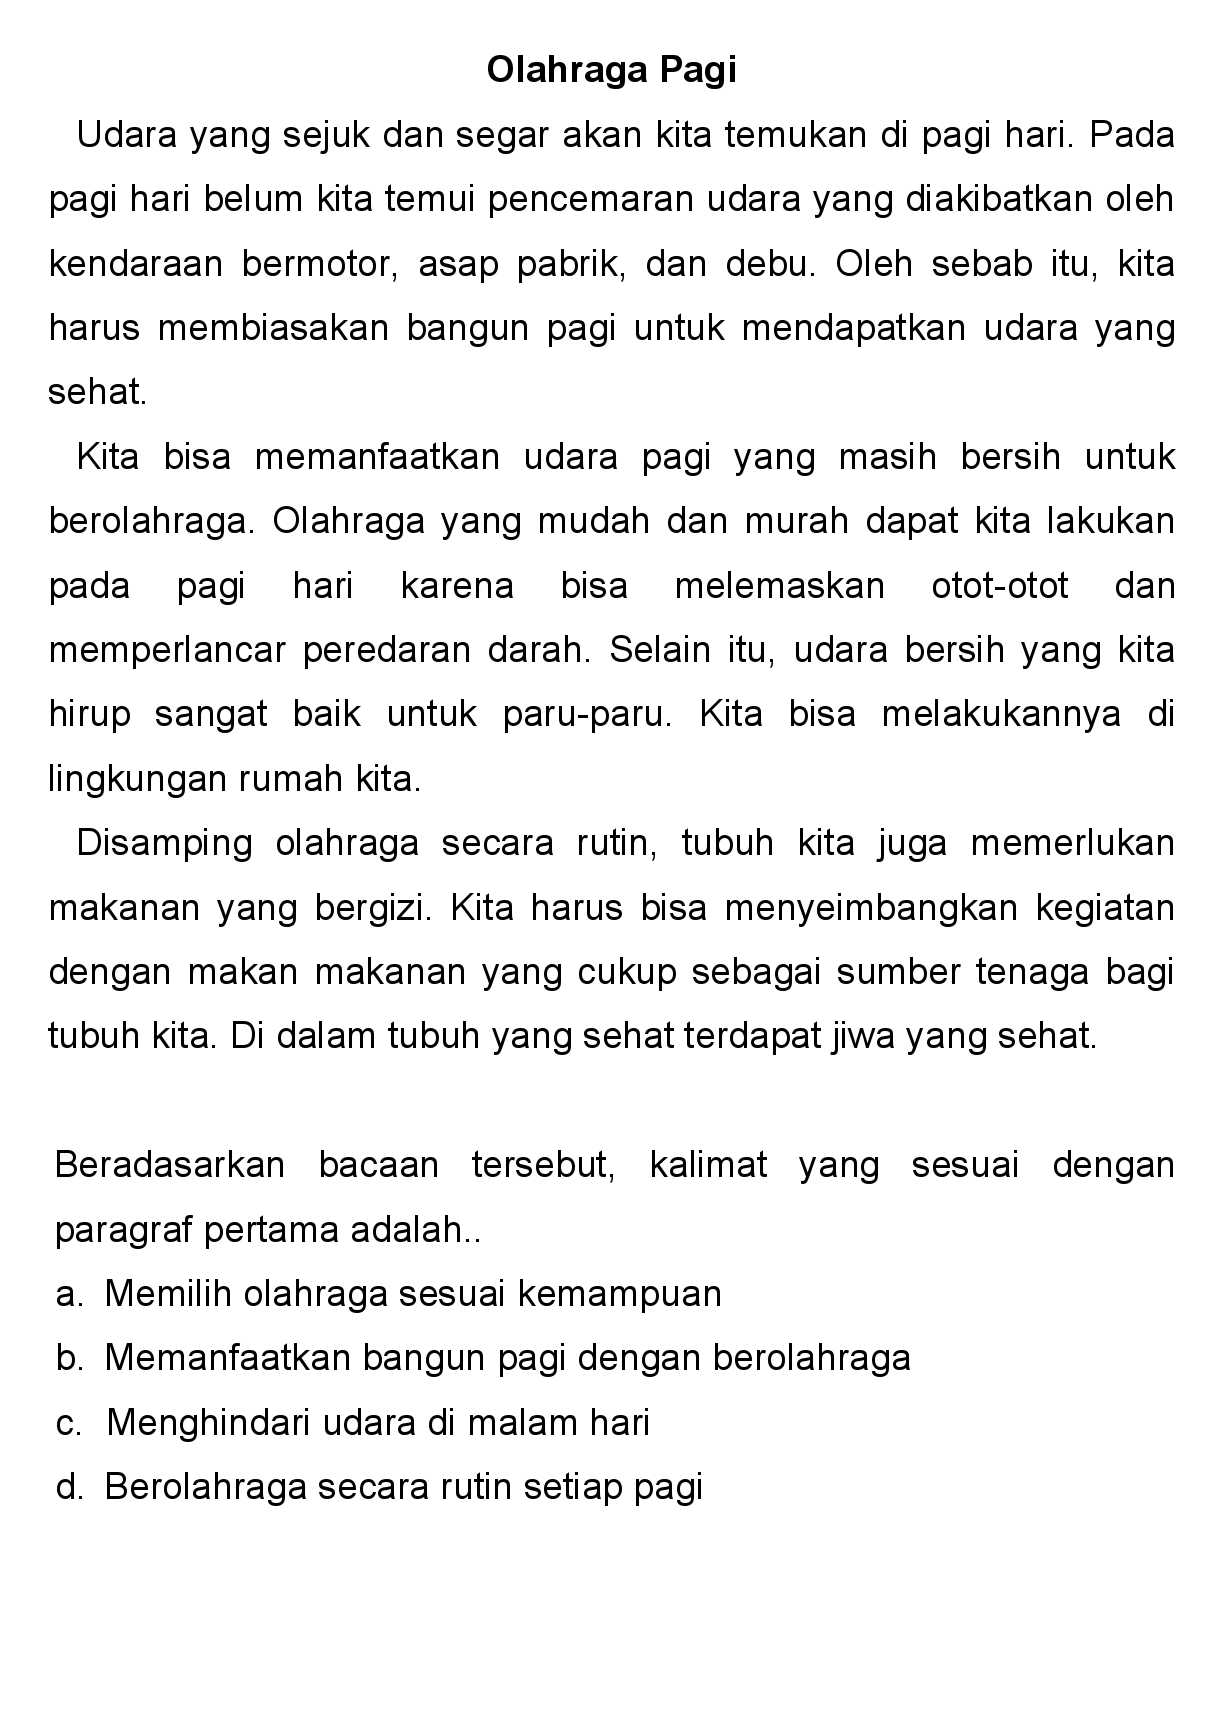 Olahraga Pagi
Udara yang sejuk dan segar akan kita temukan di pagi hari. Pada
pagi hari belum kita temui pencemaran udara yang diakibatkan oleh
kendaraan bermotor, asap pabrik, dan debu. Oleh sebab itu, kita
harus membiasakan bangun pagi untuk mendapatkan udara yang
sehat.
Kita bisa memanfaatkan udara pagi yang masih bersih untuk
berolahraga. Olahraga yang mudah dan murah dapat kita lakukan
pada pagi hari karena bisa melemaskan otot-otot dan
memperlancar peredaran darah. Selain itu, udara bersih yang kita
hirup sangat baik untuk paru-paru. Kita bisa melakukannya di
lingkungan rumah kita.
Disamping olahraga secara rutin, tubuh kita juga memerlukan
makanan yang bergizi. Kita harus bisa menyeimbangkan kegiatan
dengan makan makanan yang cukup sebagai sumber tenaga bagi
tubuh kita. Di dalam tubuh yang sehat terdapat jiwa yang sehat.
Beradasarkan bacaan tersebut, kalimat yang sesuai dengan
paragraf pertama adalah..
a. Memilih olahraga sesuai kemampuan
b. Memanfaatkan bangun pagi dengan berolahraga
c. Menghindari udara di malam hari
d. Berolahraga secara rutin setiap pagi